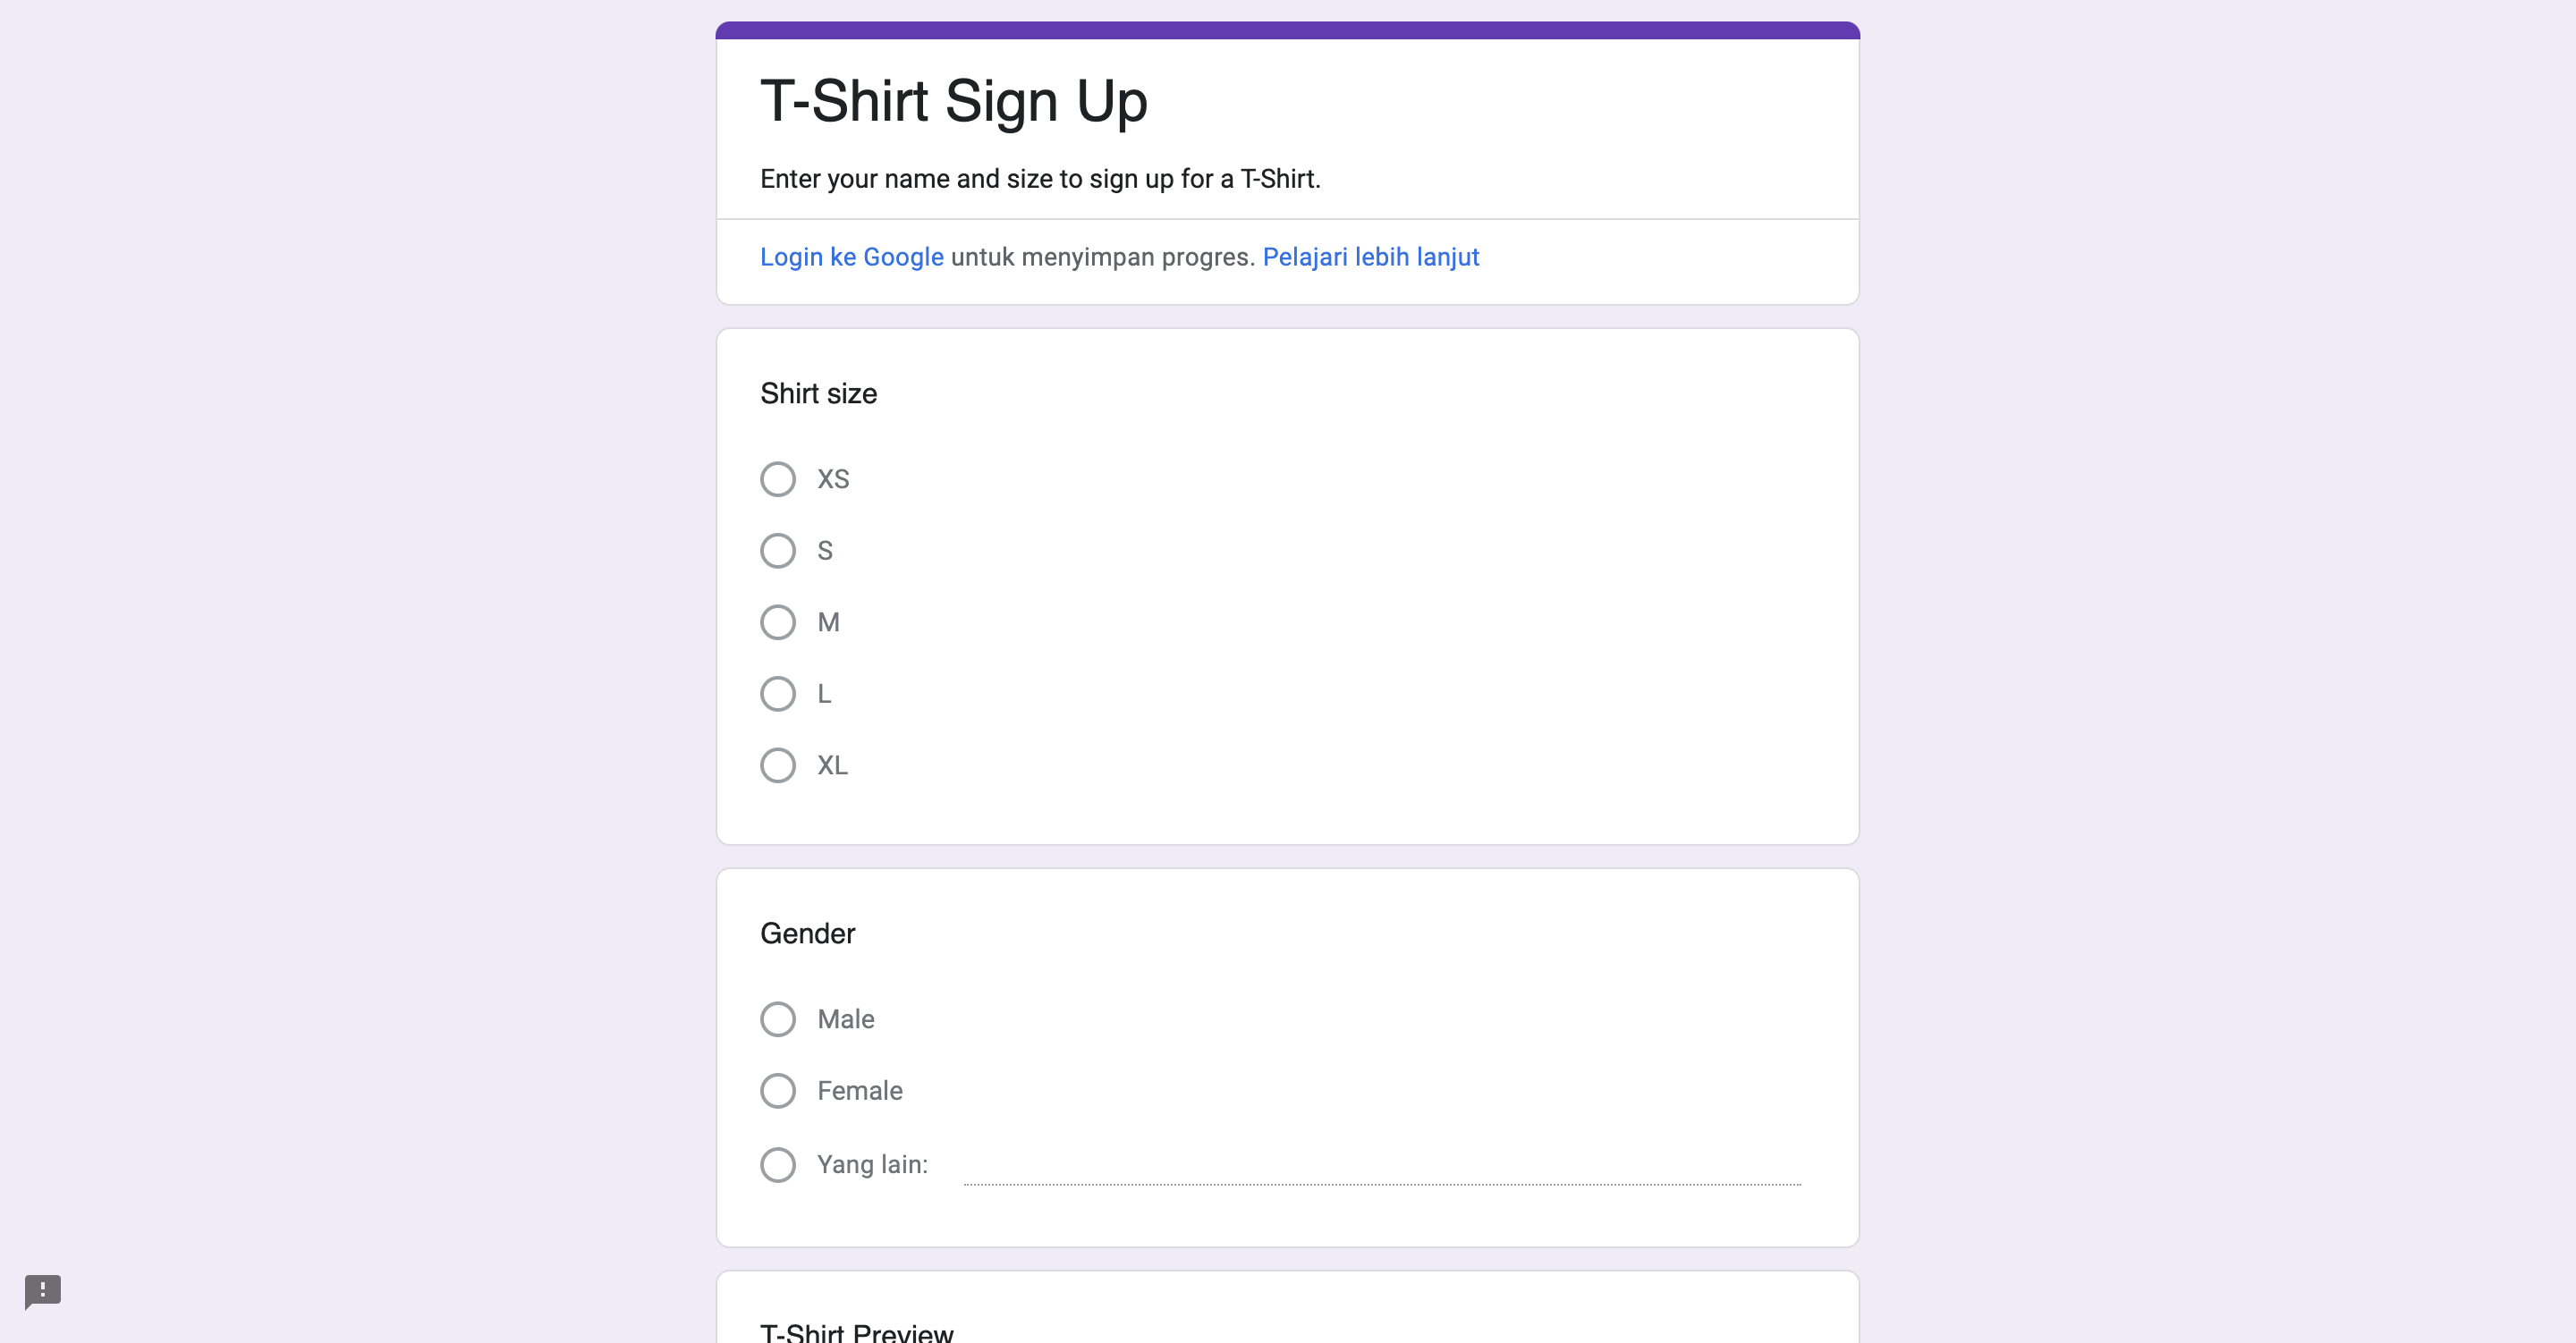 T-Shirt Sign Up
Enter your name and size to sign up for a T-Shirt.
Login ke Google untuk menyimpan progres. Pelajari lebih lanjut
Shirt size
XS
S
M
L
XL
Gender
Male
Female
Yang lain:
T-Shirt Preview